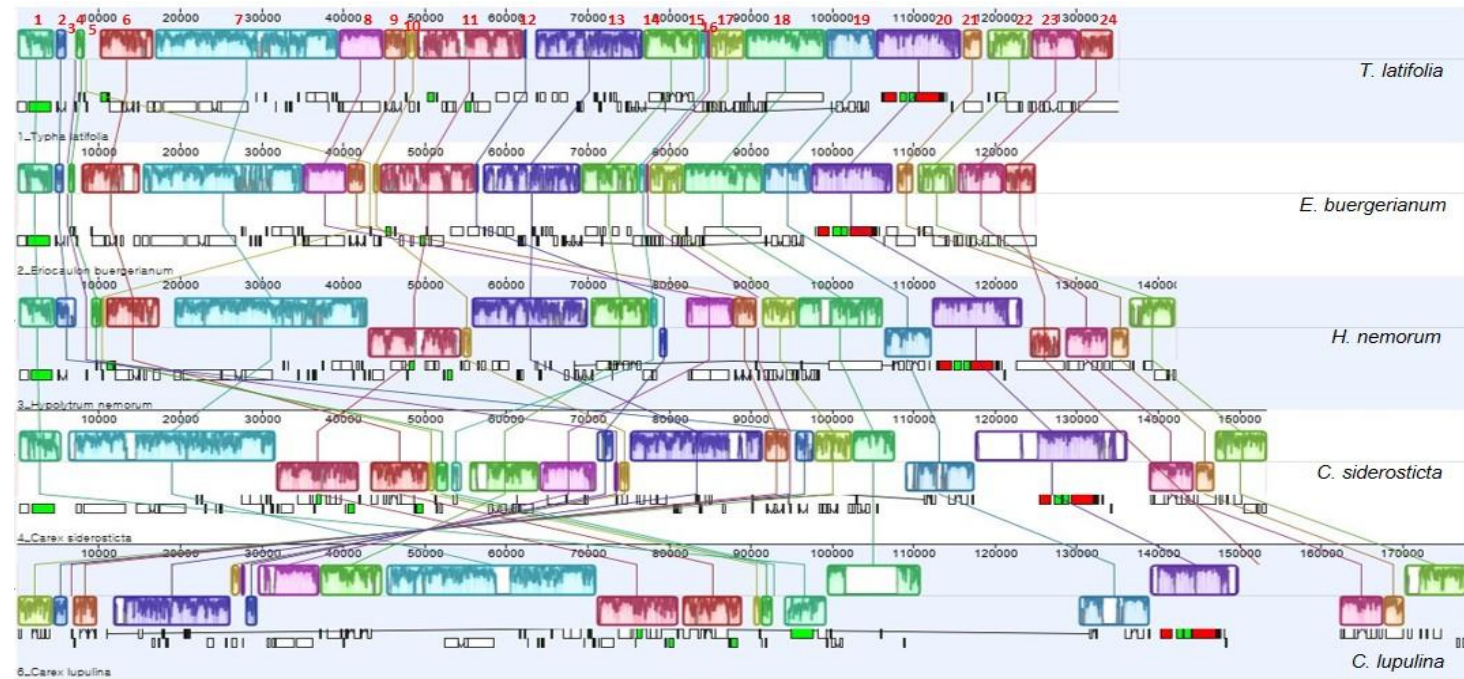 10000 20000 30000 40000 50000 60000 70000 80000 90000 100000 110000 120000 130000
1 2 3 4 5 6 7 8 9 10 11 12 13 14 15 16 17 18 19 20 21 22 23 24
T. latifolia
1_Typha latifolia
10000 20000 30000 40000 50000 60000 70000 80000 90000 100000 110000 120000
E. buergerianum
2_Eriocaulon buergerianum
10000 20000 30000 40000 50000 60000 70000 80000 90000 100000 110000 120000 130000 14000
H. nemorum
3_Hypolytrum nemorum
10000 20000 30000 40000 50000 60000 70000 80000 90000 100000 110000 120000 130000 140000 150000
C. siderosticta
4_Carex siderosticta
10000 20000 30000 40000 50000 60000 70000 80000 90000 100000 110000 120000 130000 140000 150000 160000 170000
C. lupulina
6_Carex lupulina